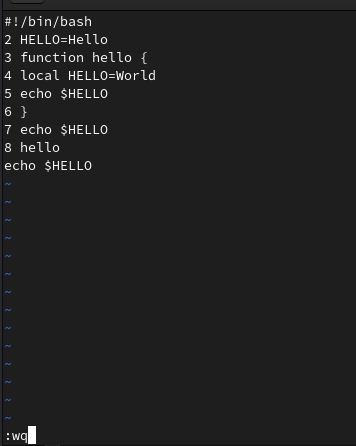 #!/bin/bash
2 HELLO=Hello
3 function hello {
4 local HELLO=World
5 echo $HELLO
6 }
7 echo $HELLO
8 hello
echo $HELLO
~
~
~
~
~
~
~
~
~
~
~
~
~
~
:wq